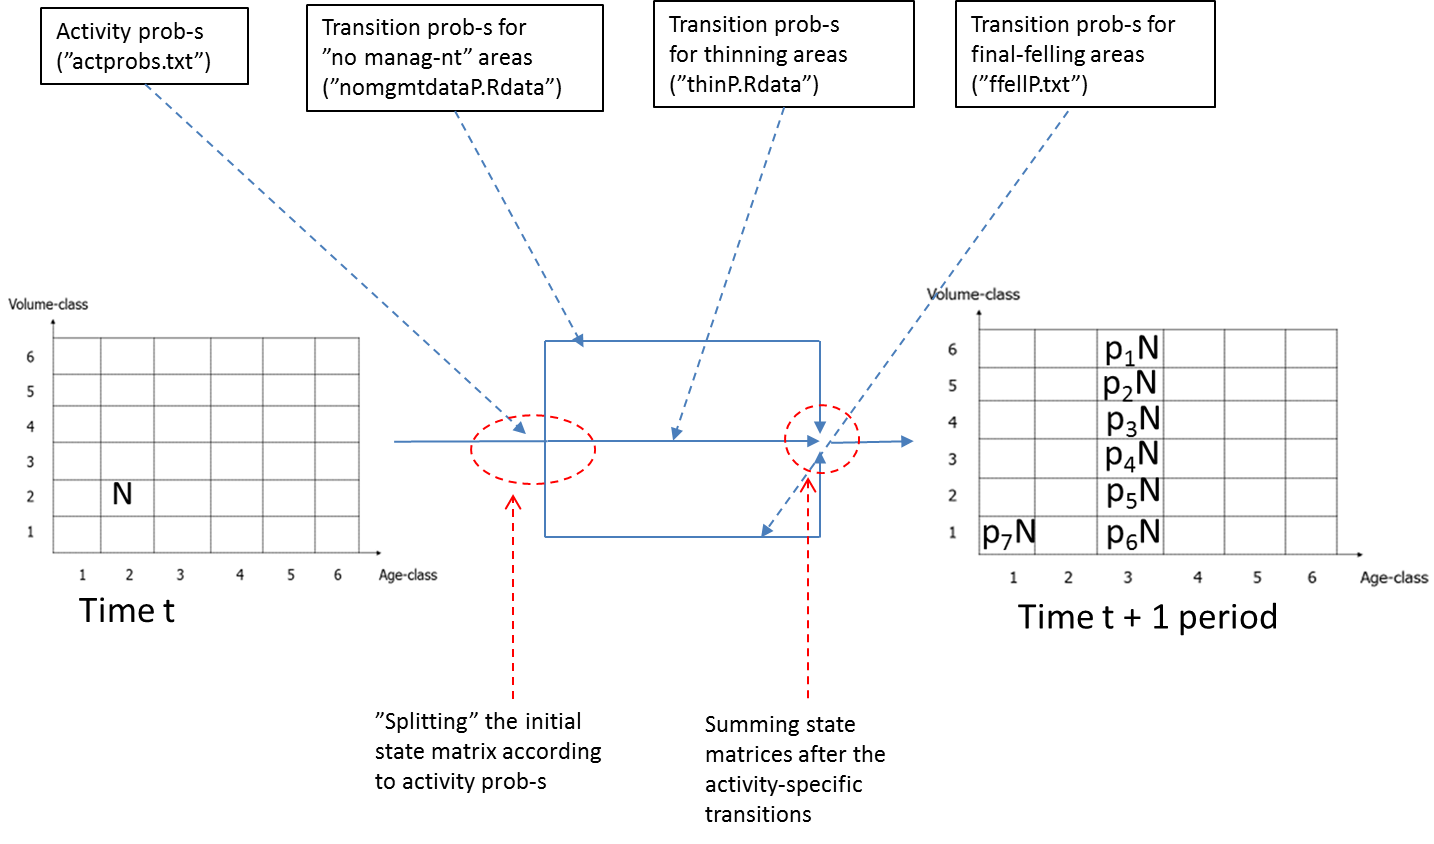 Activity prob-s
(”actprobs.txt”)
Transition prob-s for
”no manag-nt” areas
(”nomgmtdataP.Rdata”)
Transition prob-s
for thinning areas
(”thinP.Rdata”)
Transition prob-s for
final-felling areas
(”ffellP.txt”)
Volume-class
6
5
4
3
2
N
1
1 2 3 4 5 6 Age-class
Time t
Volume-class
6 p₁N
5 p₂N
4 p₃N
3 p₄N
2 p₅N
1 p₇N p₆N
1 2 3 4 5 6 Age-class
Time t + 1 period
”Splitting” the initial
state matrix according
to activity prob-s
Summing state
matrices after the
activity-specific
transitions